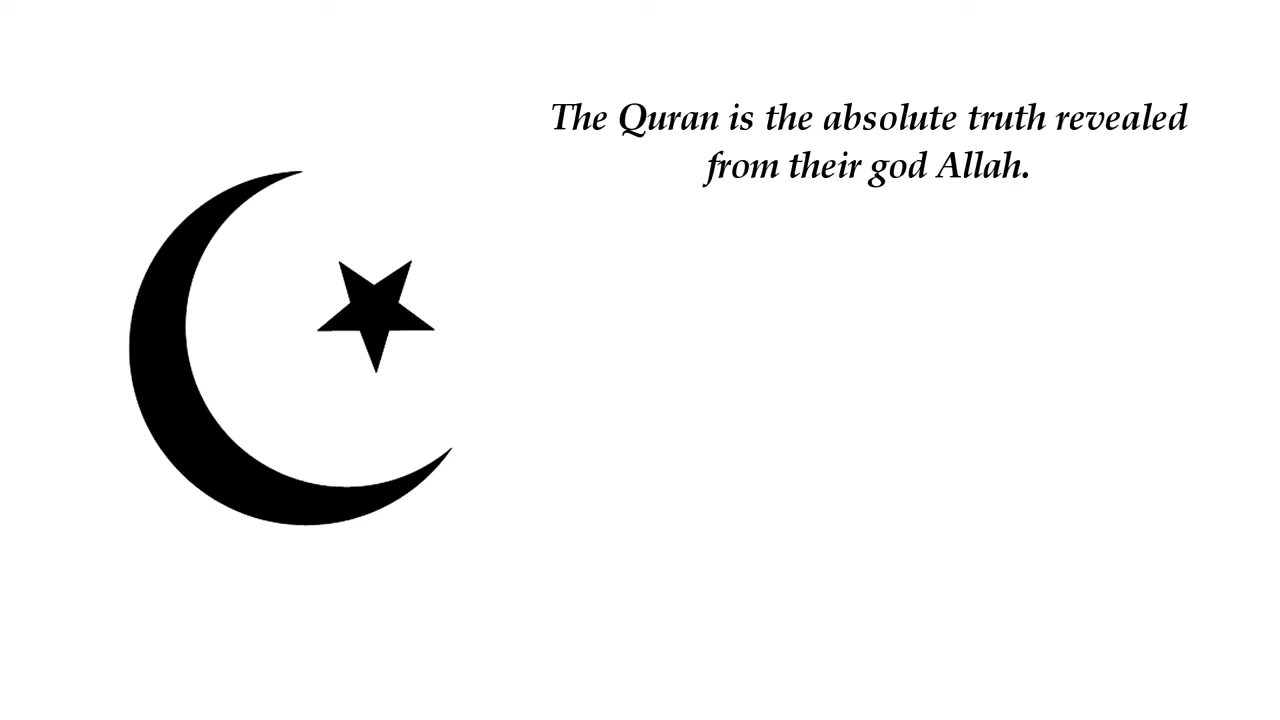 The Quran is the absolute truth revealed
from their god Allah.